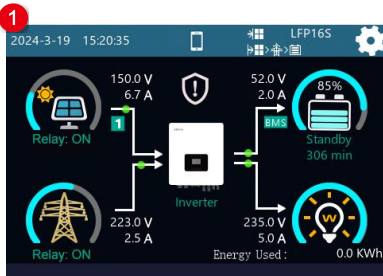 1
2024-3-19 15:20:35
LFP16S
150.0 V
6.7 A
1
Relay: ON
52.0 V
2.0 A
BMS
85%
Standby
306 min
Inverter
223.0 V
2.5 A
Relay: ON
235.0 V
5.0 A
W
Energy Used: 0.0 KWh